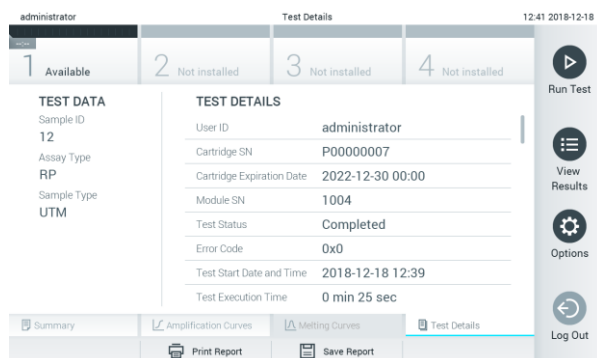 administrator Test Details 12:41 2018-12-18
1 Available 2 Not installed 3 Not installed 4 Not installed
Run Test
TEST DATA
Sample ID
12
Assay Type
RP
Sample Type
UTM
TEST DETAILS
User ID administrator
Cartridge SN P00000007
Cartridge Expiration Date 2022-12-30 00:00
Module SN 1004
Test Status Completed
Error Code 0x0
Test Start Date and Time 2018-12-18 12:39
Test Execution Time 0 min 25 sec
View
Results
Options
Summary Amplification Curves Melting Curves Test Details
Log Out
Print Report Save Report